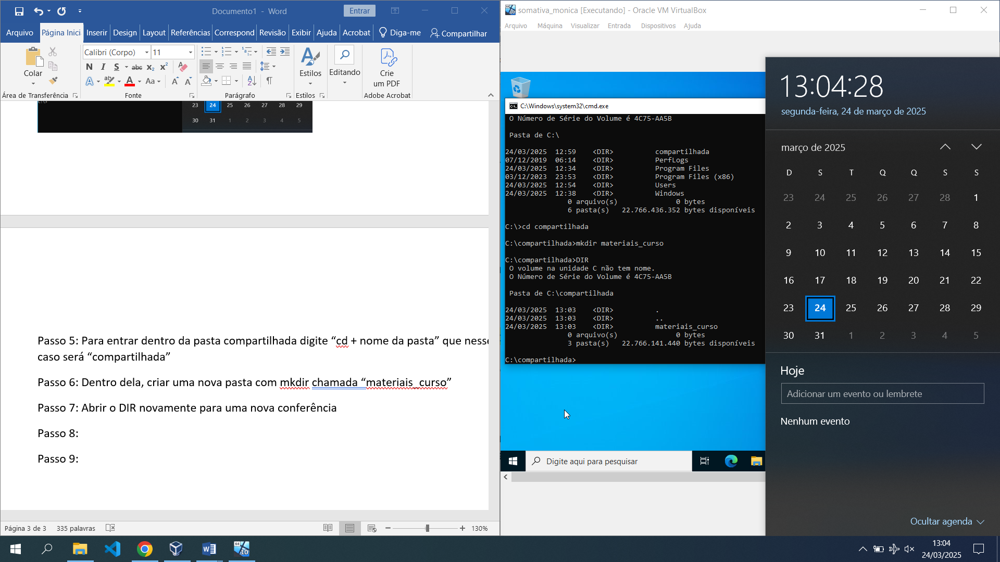 Documento1 - Word
Entrar
Arquivo
Página Inici
Inserir
Design
Layout
Referências
Correspond
Revisão
Exibir
Ajuda
Acrobat
Diga-me
Compartilhar
Colar
Calibri (Corpo)
11
N I S abc x₂ x²
A A Aa A A
Estilos
Editando
Crie
um PDF
Área de Transferência
Fonte
Parágrafo
Estilos
Adobe Acrobat
23 24 25 26 27 28 29
30 31 1 2 3 4 5
Passo 5: Para entrar dentro da pasta compartilhada digite “cd + nome da pasta” que nesse
caso será “compartilhada”
Passo 6: Dentro dela, criar uma nova pasta com mkdir chamada “materiais_curso”
Passo 7: Abrir o DIR novamente para uma nova conferência
Passo 8:
Passo 9:
Página 3 de 3
335 palavras
130%
somativa_monica [Executando] - Oracle VM VirtualBox
Arquivo Máquina Visualizar Entrada Dispositivos Ajuda
C:\Windows\system32\cmd.exe
O Número de Série do Volume é 4C75-AA5B
Pasta de C:\
24/03/2025 12:59 <DIR> compartilhada
07/12/2019 06:14 <DIR> PerfLogs
24/03/2025 12:34 <DIR> Program Files
03/12/2023 23:53 <DIR> Program Files (x86)
24/03/2025 12:54 <DIR> Users
24/03/2025 12:38 <DIR> Windows
0 arquivo(s) 0 bytes
6 pasta(s) 22.766.436.352 bytes disponíveis
C:\>cd compartilhada
C:\compartilhada>mkdir materiais_curso
C:\compartilhada>DIR
O volume na unidade C não tem nome.
O Número de Série do Volume é 4C75-AA5B
Pasta de C:\compartilhada
24/03/2025 13:03 <DIR> .
24/03/2025 13:03 <DIR> ..
24/03/2025 13:03 <DIR> materiais_curso
0 arquivo(s) 0 bytes
3 pasta(s) 22.766.141.440 bytes disponíveis
C:\compartilhada>
Digite aqui para pesquisar
13:04:28
segunda-feira, 24 de março de 2025
março de 2025
D S T Q Q S S
23 24 25 26 27 28 1
2 3 4 5 6 7 8
9 10 11 12 13 14 15
16 17 18 19 20 21 22
23 24 25 26 27 28 29
30 31 1 2 3 4 5
Hoje
Adicionar um evento ou lembrete
Nenhum evento
Ocultar agenda
13:04
24/03/2025